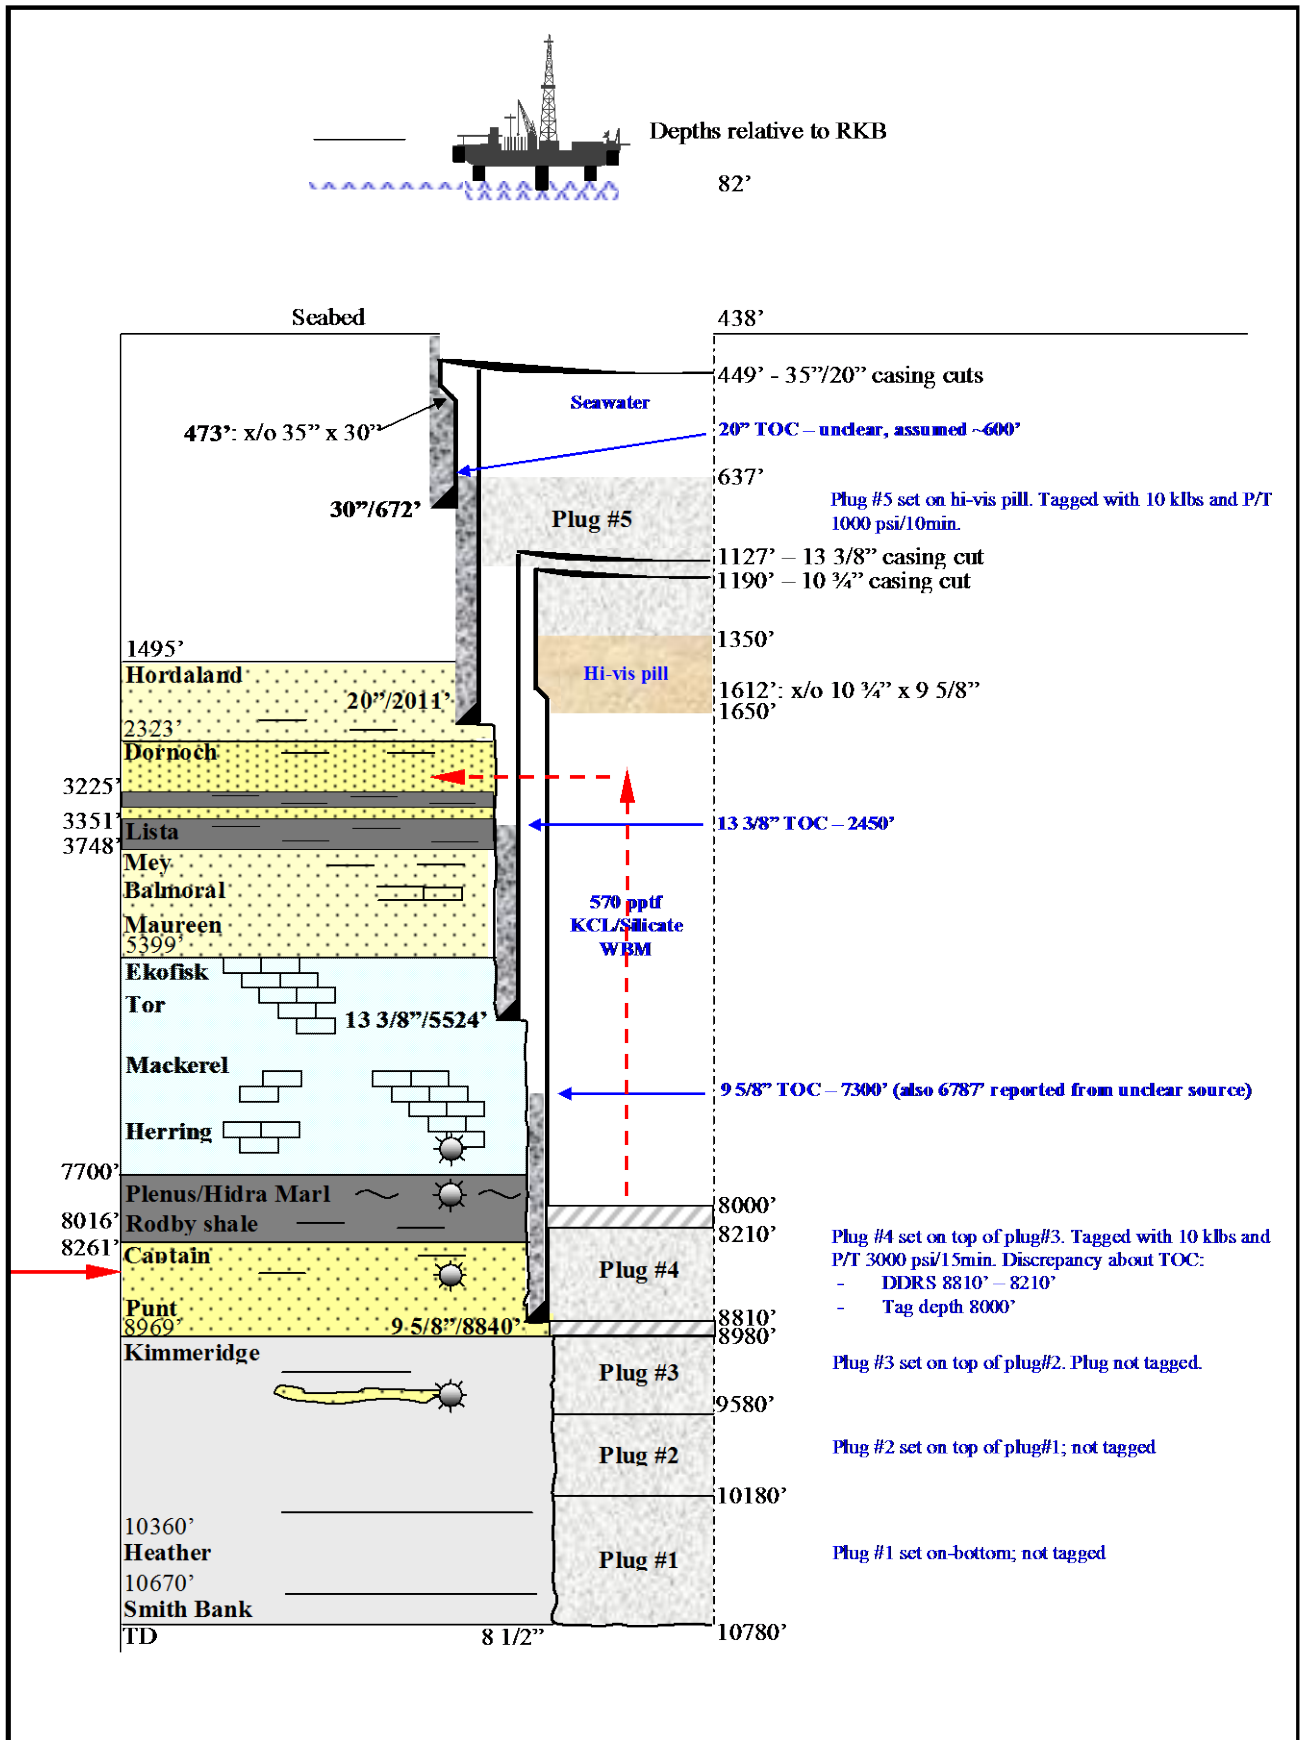 Depths relative to RKB
82’
Seabed
438’
449’ - 35”/20” casing cuts
Seawater
473’: x/o 35” x 30”
20” TOC – unclear, assumed ~600’
637’
30”/672’
Plug #5
Plug #5 set on hi-vis pill. Tagged with 10 klbs and P/T
1000 psi/10min.
1127’ – 13 3/8” casing cut
1190’ – 10 ¾” casing cut
1350’
1495’
Hordaland
Hi-vis pill
1612’: x/o 10 ¾” x 9 5/8”
20”/2011’
1650’
2323’
Dornoch
3225’
3351’
Lista
13 3/8” TOC – 2450’
3748’
Mey
Balmoral
Maureen
5399’
570 pptf
KCL/Silicate
WBM
Ekofisk
Tor
13 3/8”/5524’
Mackerel
9 5/8” TOC – 7300’ (also 6787’ reported from unclear source)
Herring
7700’
Plenus/Hidra Marl
8000’
8016’
Rodby shale
8210’
8261’
Captain
Plug #4
Plug #4 set on top of plug#3. Tagged with 10 klbs and
P/T 3000 psi/15min. Discrepancy about TOC:
- DDRS 8810’ – 8210’
- Tag depth 8000’
Punt
8810’
8969’
9 5/8”/8840’
8980’
Kimmeridge
Plug #3
Plug #3 set on top of plug#2. Plug not tagged.
9580’
Plug #2
Plug #2 set on top of plug#1; not tagged
10180’
10360’
Heather
Plug #1
Plug #1 set on-bottom; not tagged
10670’
Smith Bank
TD
8 1/2”
10780’